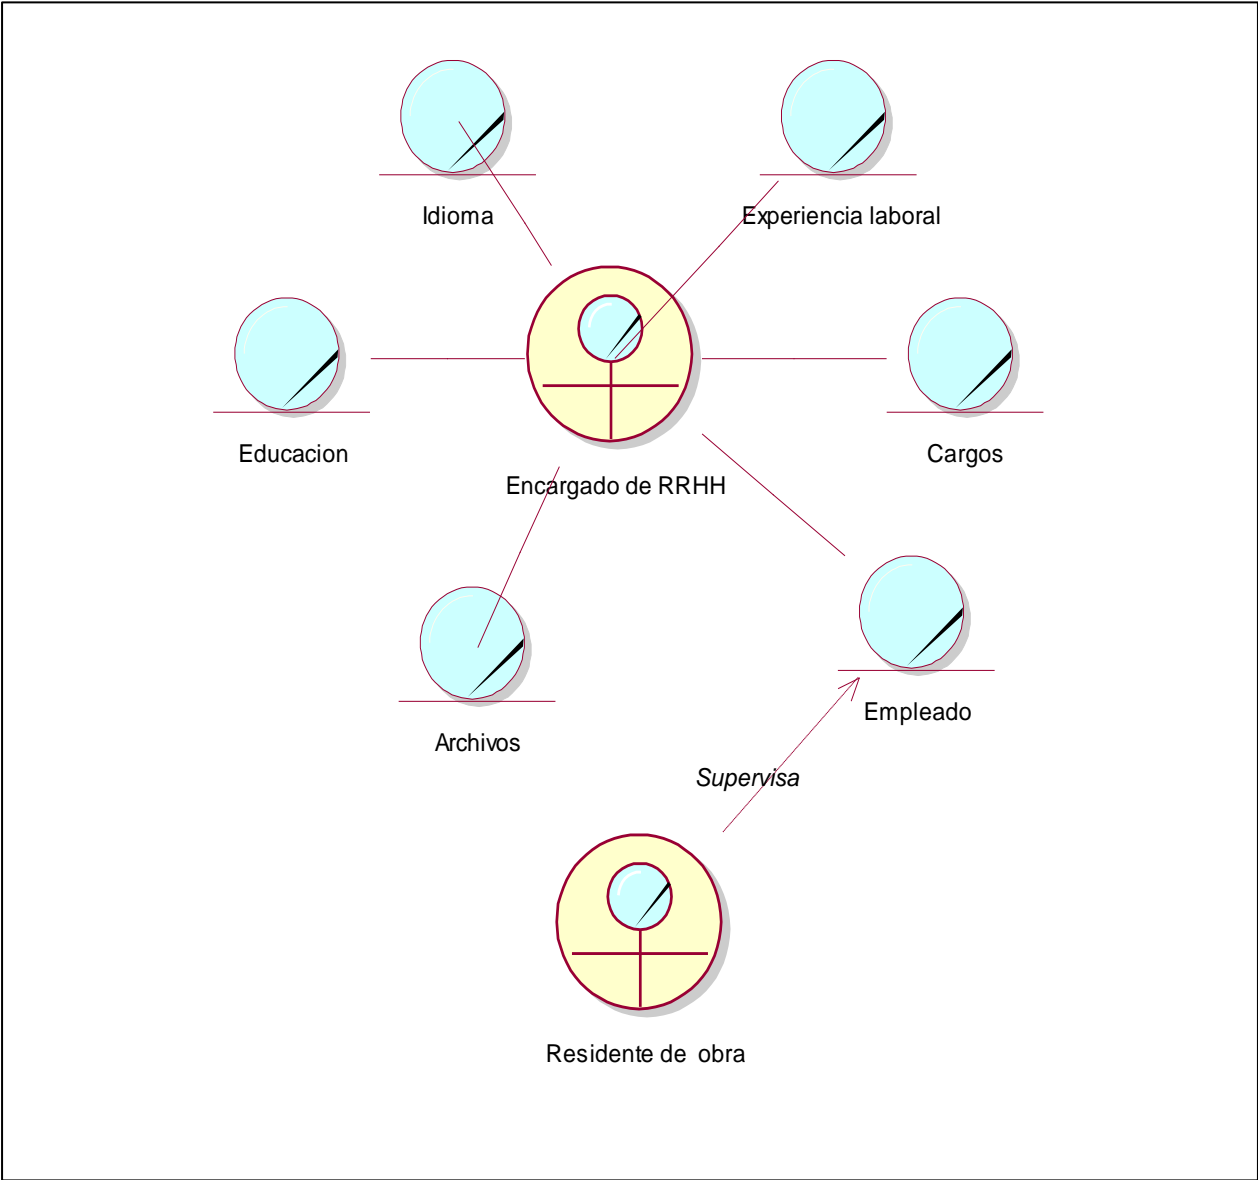 Idioma
Experiencia laboral
Educacion
Cargos
Encargado de RRHH
Empleado
Archivos
Supervisa
Residente de  obra